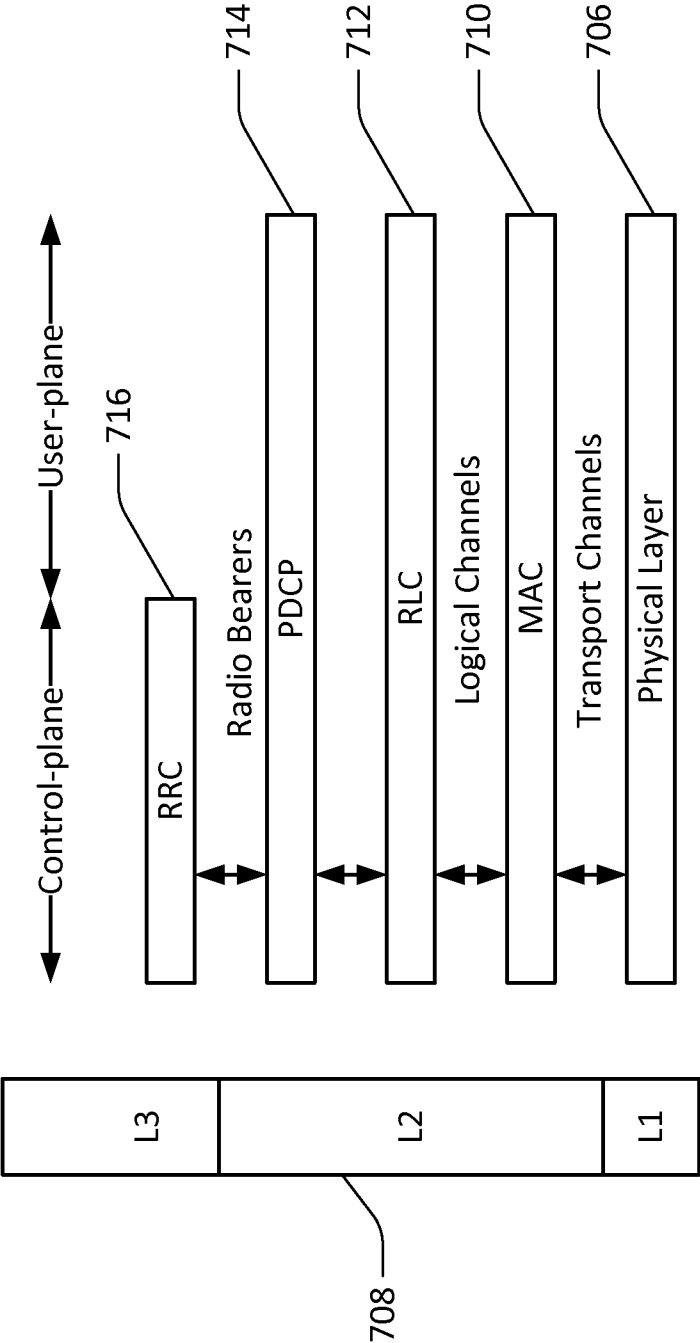 Control-plane
User-plane
716
RRC
L3
Radio Bearers
714
PDCP
708
L2
712
RLC
Logical Channels
710
MAC
Transport Channels
706
Physical Layer
L1